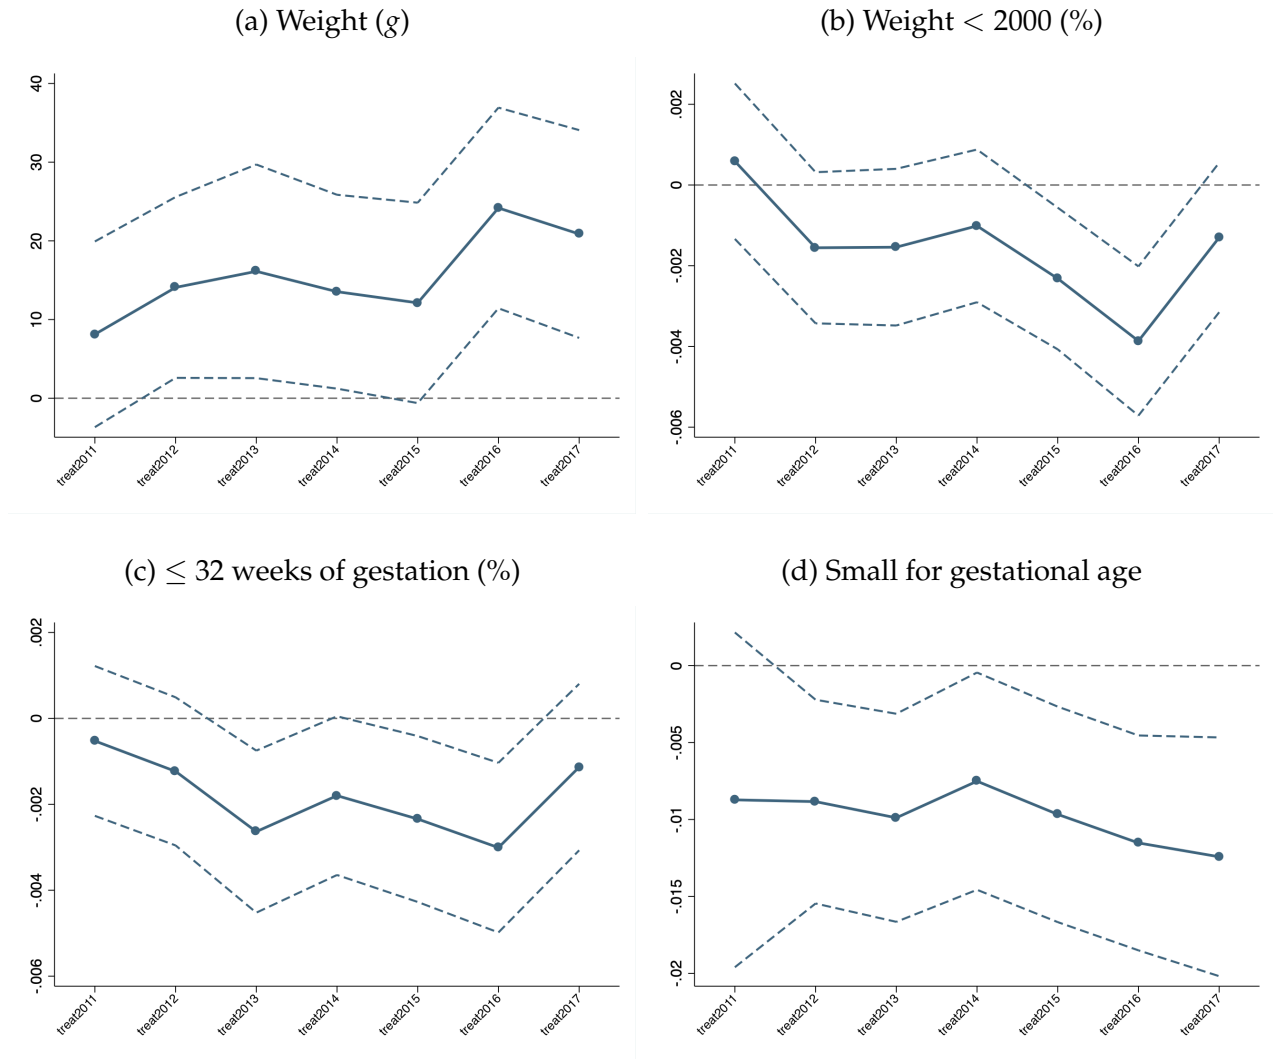 (a) Weight (g)
40
30
20
10
0
treat2011
treat2012
treat2013
treat2014
treat2015
treat2016
treat2017
(b) Weight < 2000 (%)
.002
0
-.002
-.004
-.006
treat2011
treat2012
treat2013
treat2014
treat2015
treat2016
treat2017
(c) ≤ 32 weeks of gestation (%)
.002
0
-.002
-.004
-.006
treat2011
treat2012
treat2013
treat2014
treat2015
treat2016
treat2017
(d) Small for gestational age
0
-.005
-.01
-.015
-.02
treat2011
treat2012
treat2013
treat2014
treat2015
treat2016
treat2017